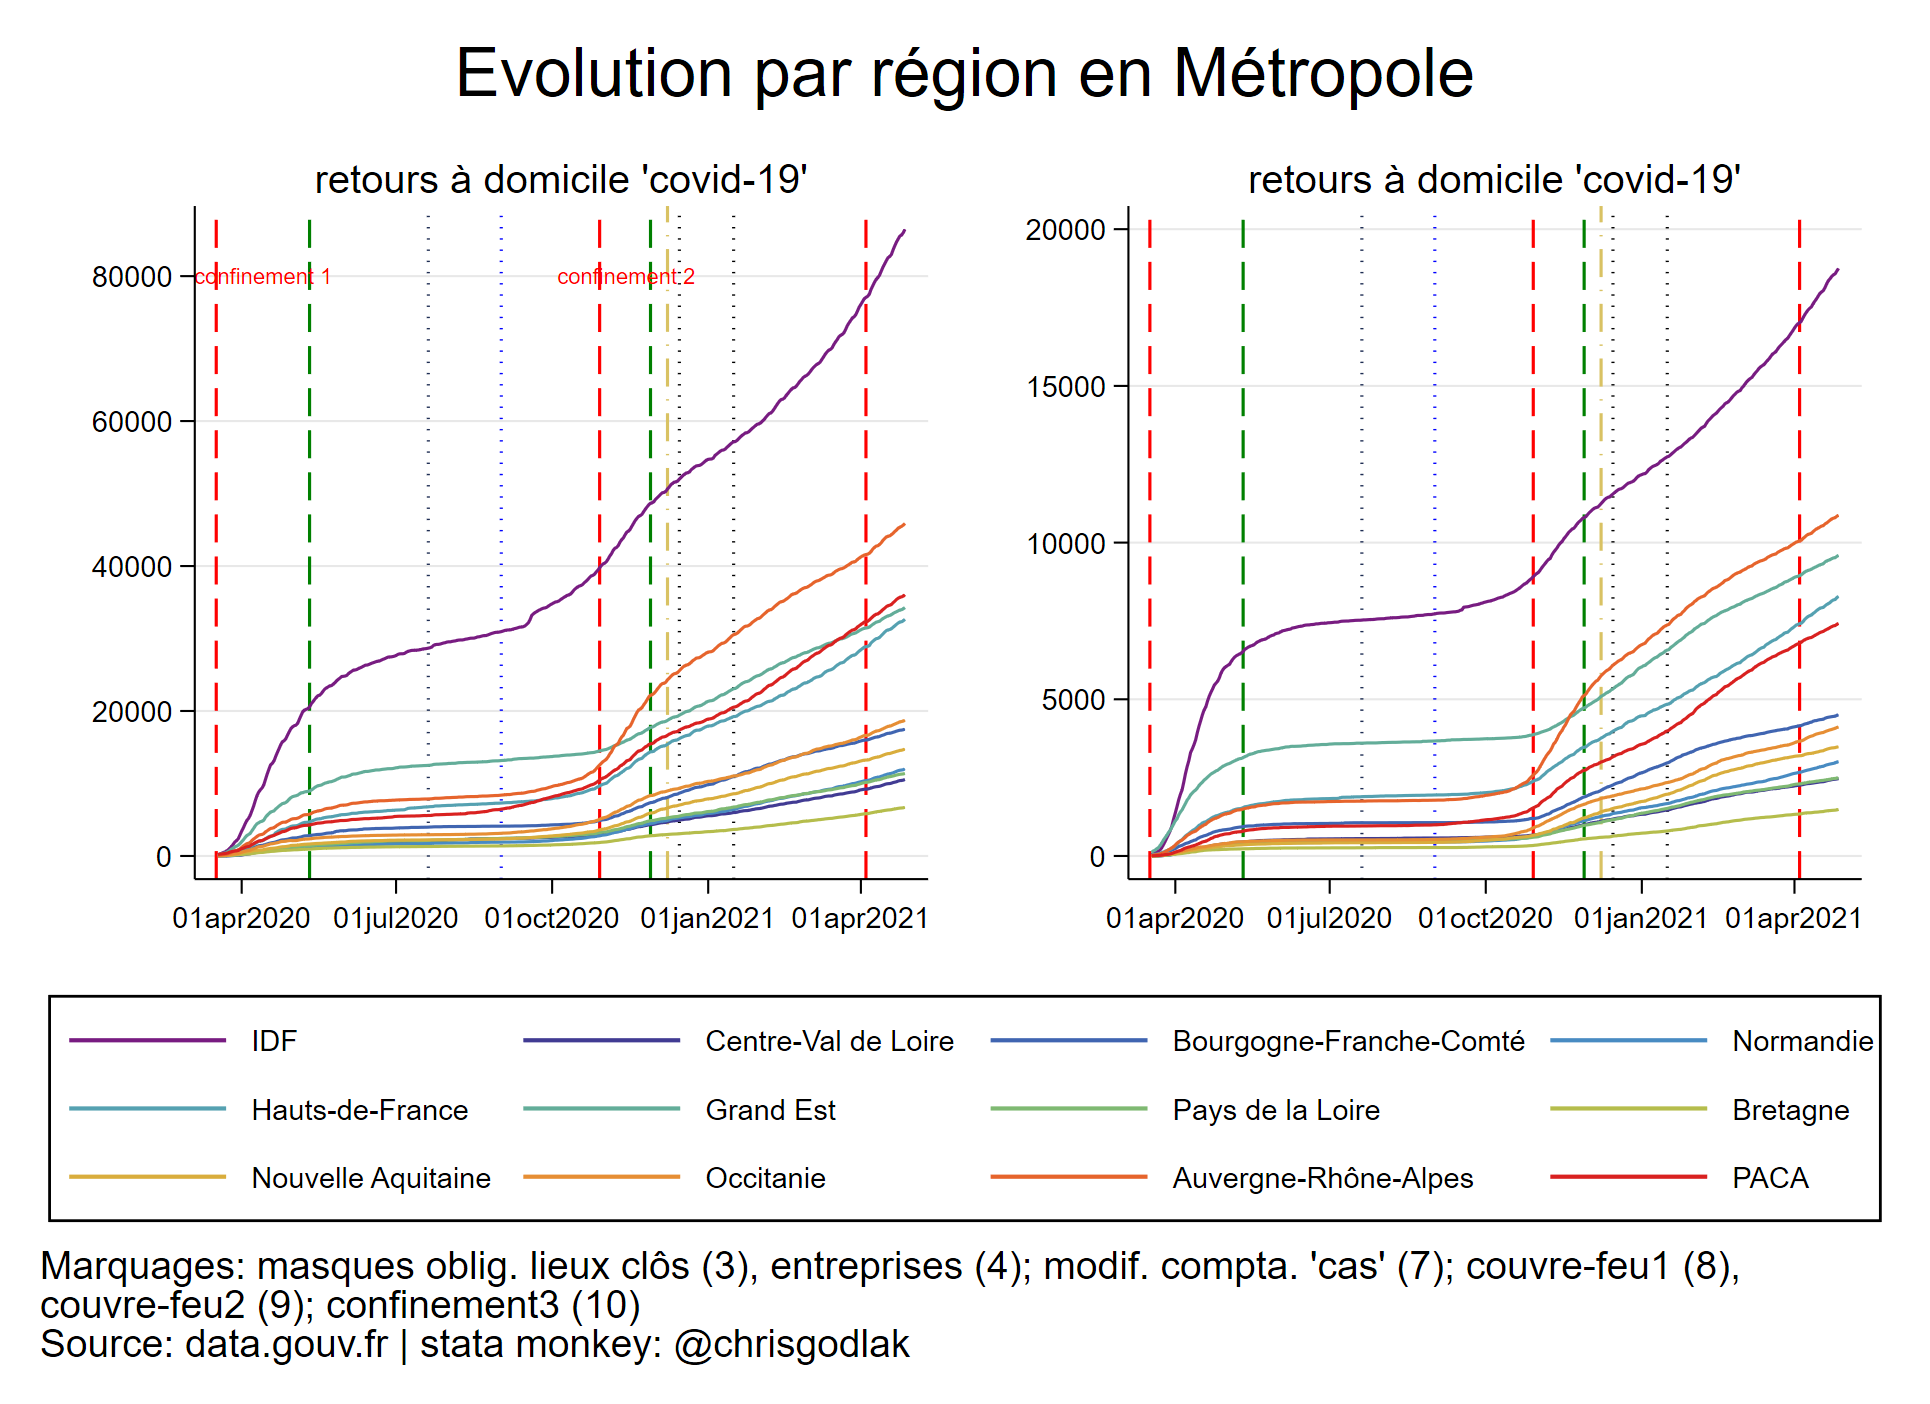 Evolution par région en Métropole
retours à domicile 'covid-19'
80000
60000
40000
20000
0
confinement 1
confinement 2
01apr2020
01jul2020
01oct2020
01jan2021
01apr2021
retours à domicile 'covid-19'
20000
15000
10000
5000
0
01apr2020
01jul2020
01oct2020
01jan2021
01apr2021
IDF
Centre-Val de Loire
Bourgogne-Franche-Comté
Normandie
Hauts-de-France
Grand Est
Pays de la Loire
Bretagne
Nouvelle Aquitaine
Occitanie
Auvergne-Rhône-Alpes
PACA
Marquages: masques oblig. lieux clôs (3), entreprises (4); modif. compta. 'cas' (7); couvre-feu1 (8),
couvre-feu2 (9); confinement3 (10)
Source: data.gouv.fr | stata monkey: @chrisgodlak